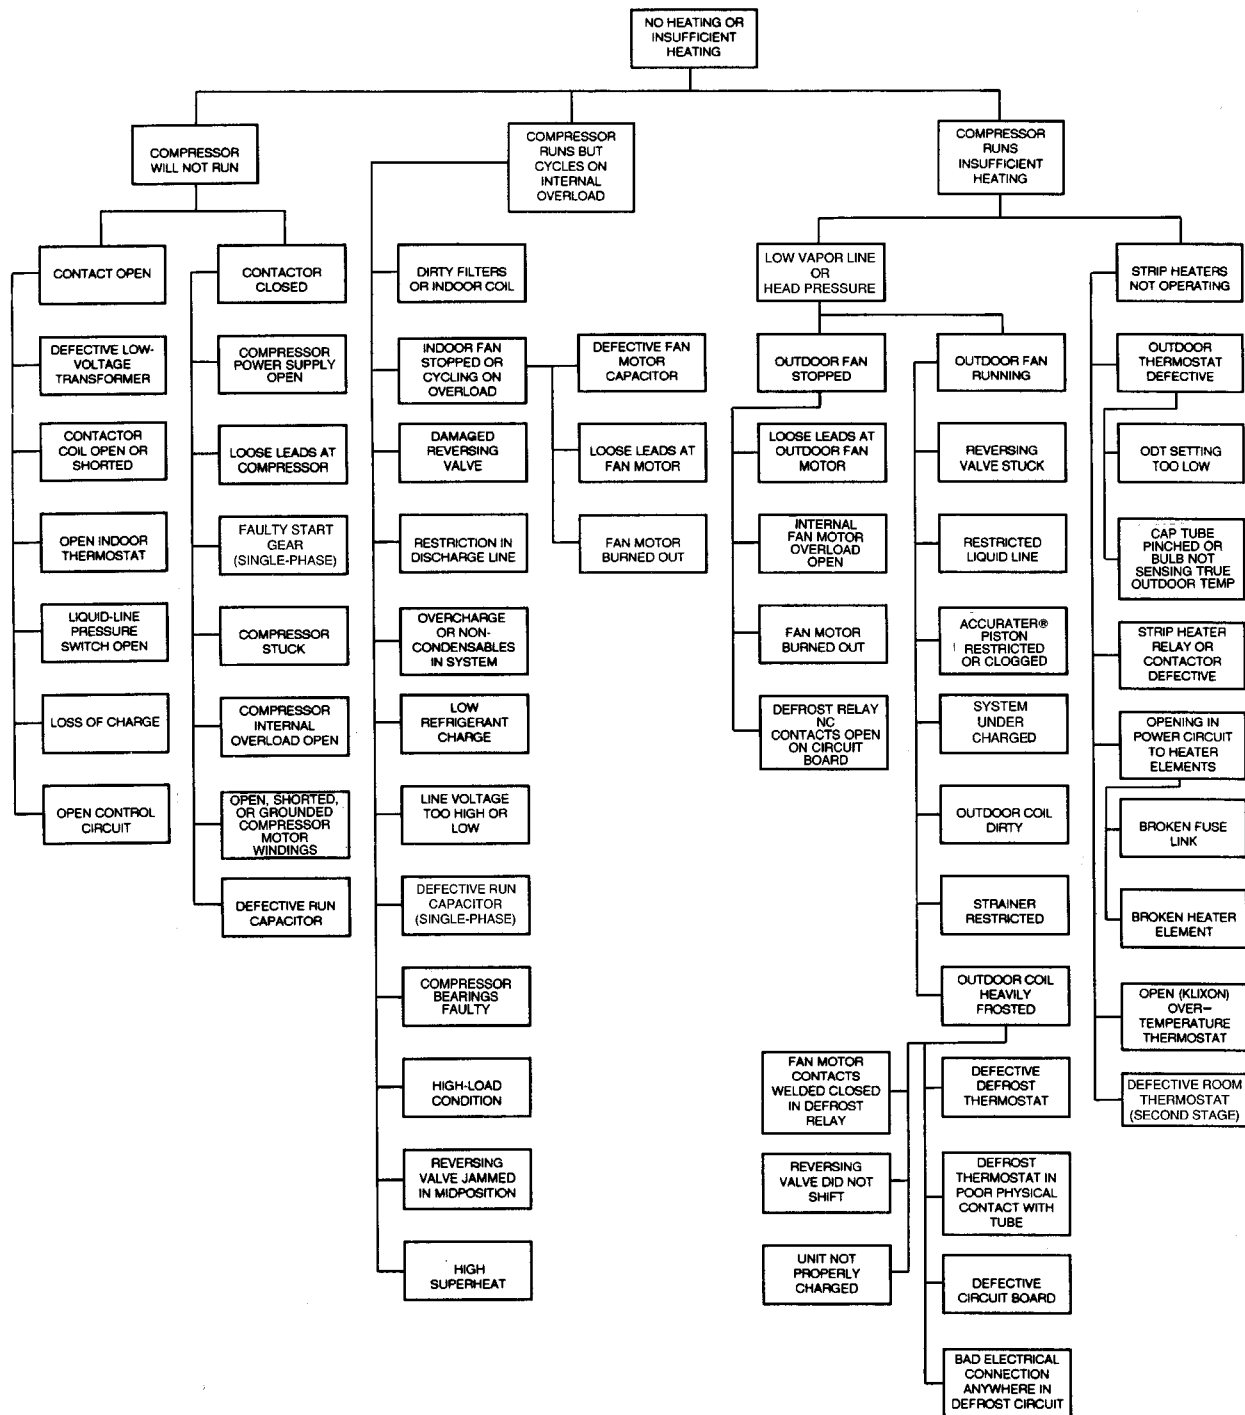 NO HEATING OR
INSUFFICIENT
HEATING
COMPRESSOR
WILL NOT RUN
COMPRESSOR
RUNS BUT
CYCLES ON
INTERNAL
OVERLOAD
COMPRESSOR
RUNS
INSUFFICIENT
HEATING
CONTACT OPEN
DEFECTIVE LOW-
VOLTAGE
TRANSFORMER
CONTACTOR
COIL OPEN OR
SHORTED
OPEN INDOOR
THERMOSTAT
LIQUID-LINE
PRESSURE
SWITCH OPEN
LOSS OF CHARGE
OPEN CONTROL
CIRCUIT
CONTACTOR
CLOSED
COMPRESSOR
POWER SUPPLY
OPEN
LOOSE LEADS AT
COMPRESSOR
FAULTY START
GEAR
(SINGLE-PHASE)
COMPRESSOR
STUCK
COMPRESSOR
INTERNAL
OVERLOAD OPEN
OPEN, SHORTED,
OR GROUNDED
COMPRESSOR
MOTOR
WINDINGS
DEFECTIVE RUN
CAPACITOR
DIRTY FILTERS
OR INDOOR COIL
INDOOR FAN
STOPPED OR
CYCLING ON
OVERLOAD
DAMAGED
REVERSING
VALVE
RESTRICTION IN
DISCHARGE LINE
OVERCHARGE
OR NON-
CONDENSABLES
IN SYSTEM
LOW
REFRIGERANT
CHARGE
LINE VOLTAGE
TOO HIGH OR
LOW
DEFECTIVE RUN
CAPACITOR
(SINGLE-PHASE)
COMPRESSOR
BEARINGS
FAULTY
HIGH-LOAD
CONDITION
REVERSING
VALVE JAMMED
IN MIDPOSITION
HIGH
SUPERHEAT
DEFECTIVE FAN
MOTOR
CAPACITOR
LOOSE LEADS AT
FAN MOTOR
FAN MOTOR
BURNED OUT
LOW VAPOR LINE
OR
HEAD PRESSURE
OUTDOOR FAN
STOPPED
LOOSE LEADS AT
OUTDOOR FAN
MOTOR
INTERNAL
FAN MOTOR
OVERLOAD
OPEN
FAN MOTOR
BURNED OUT
DEFROST RELAY
NC
CONTACTS OPEN
ON CIRCUIT
BOARD
OUTDOOR FAN
RUNNING
REVERSING
VALVE STUCK
RESTRICTED
LIQUID LINE
ACCURATER®
PISTON
RESTRICTED
OR CLOGGED
SYSTEM
UNDER
CHARGED
OUTDOOR COIL
DIRTY
STRAINER
RESTRICTED
OUTDOOR COIL
HEAVILY
FROSTED
FAN MOTOR
CONTACTS
WELDED CLOSED
IN DEFROST
RELAY
REVERSING
VALVE DID NOT
SHIFT
UNIT NOT
PROPERLY
CHARGED
DEFECTIVE
DEFROST
THERMOSTAT
DEFROST
THERMOSTAT IN
POOR PHYSICAL
CONTACT WITH
TUBE
DEFECTIVE
CIRCUIT BOARD
BAD ELECTRICAL
CONNECTION
ANYWHERE IN
DEFROST CIRCUIT
STRIP HEATERS
NOT OPERATING
OUTDOOR
THERMOSTAT
DEFECTIVE
ODT SETTING
TOO LOW
CAP TUBE
PINCHED OR
BULB NOT
SENSING TRUE
OUTDOOR TEMP
STRIP HEATER
RELAY OR
CONTACTOR
DEFECTIVE
OPENING IN
POWER CIRCUIT
TO HEATER
ELEMENTS
BROKEN FUSE
LINK
BROKEN HEATER
ELEMENT
OPEN (KLIXON)
OVER–
TEMPERATURE
THERMOSTAT
DEFECTIVE ROOM
THERMOSTAT
(SECOND STAGE)